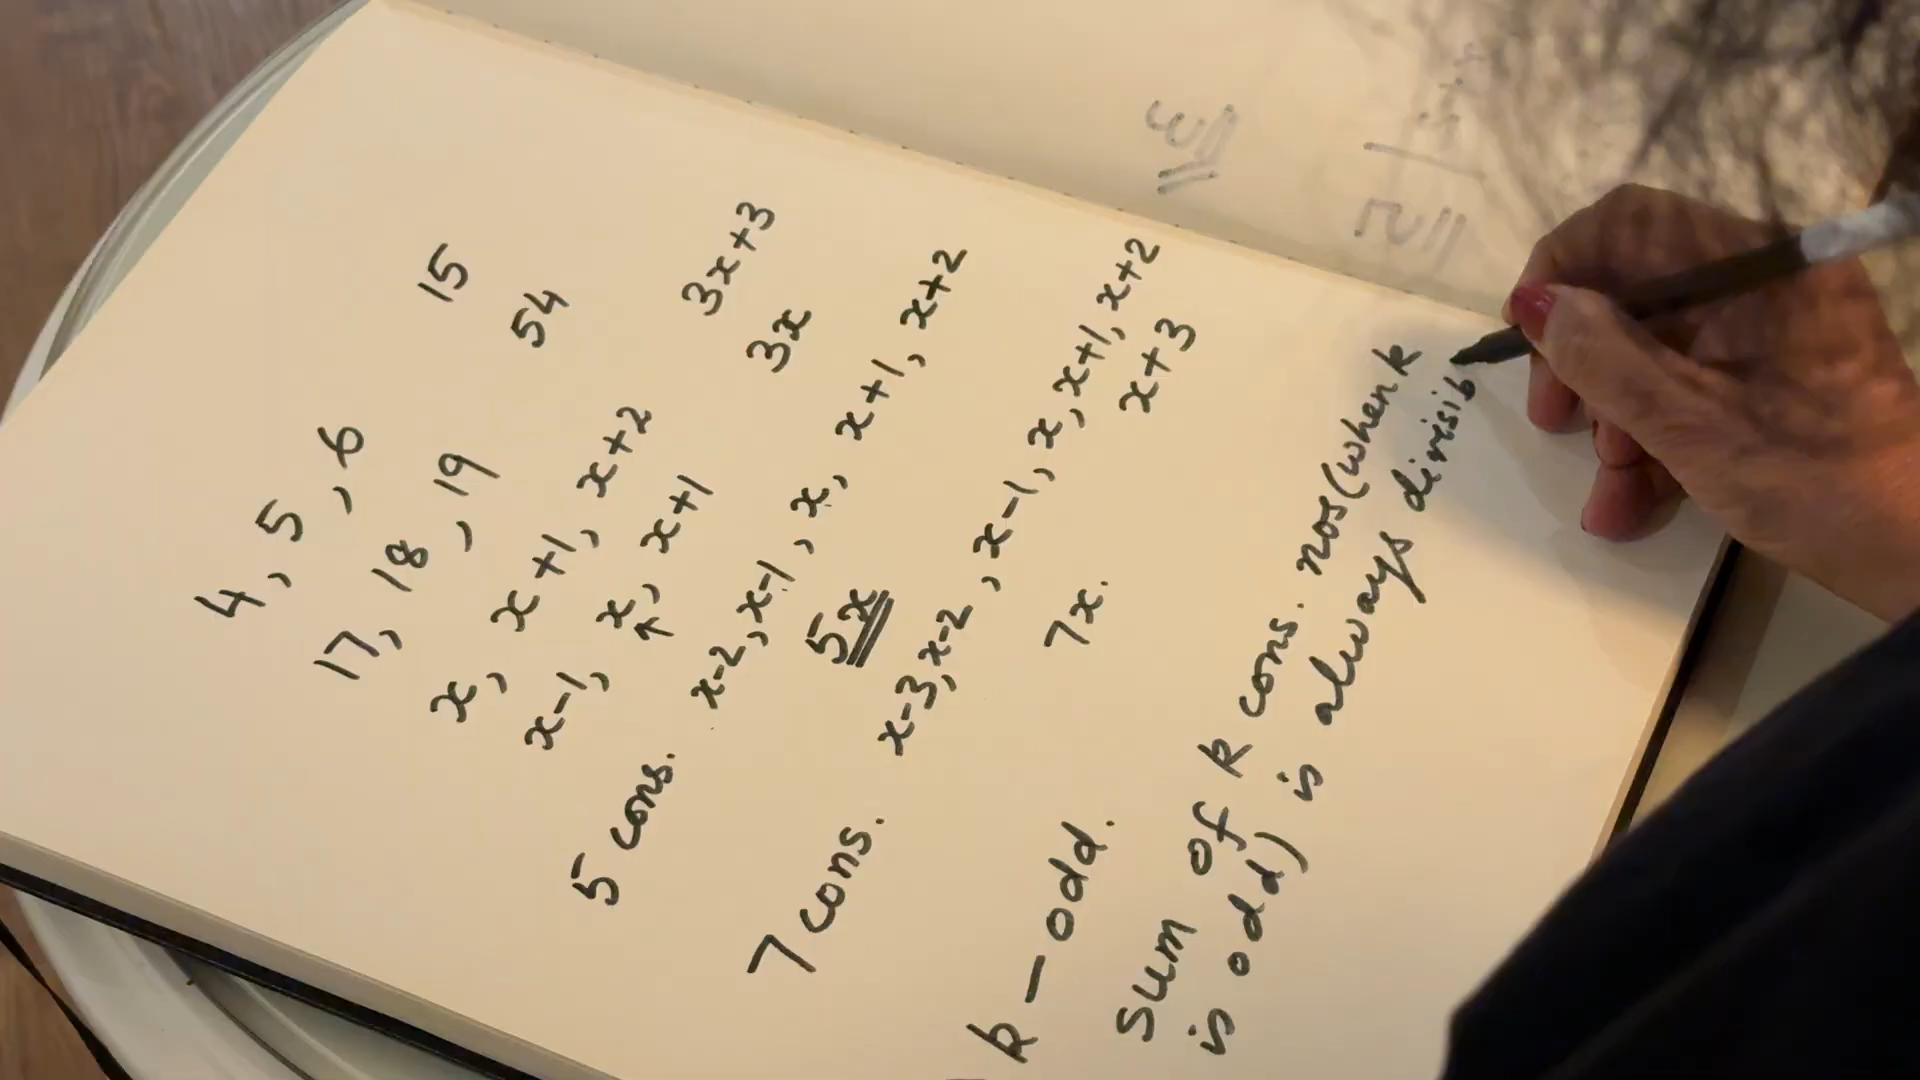 4, 5, 6 15
17, 18, 19 54
x, x+1, x+2 3x+3
x-1, x, x+1 3x
5 cons. x-2, x-1, x, x+1, x+2
5x
7 cons. x-3, x-2, x-1, x, x+1, x+2
x+3
7x.
k - odd.
Sum of k cons. nos (when k
is odd) is always divisib